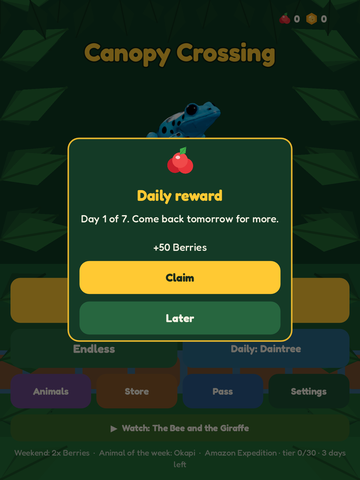 0 0
Canopy Crossing
Daily reward
Day 1 of 7. Come back tomorrow for more.
+50 Berries
Claim
Later
Endless
Daily: Daintree
Animals
Store
Pass
Settings
▶ Watch: The Bee and the Giraffe
Weekend: 2x Berries · Animal of the week: Okapi · Amazon Expedition · tier 0/30 · 3 days
left